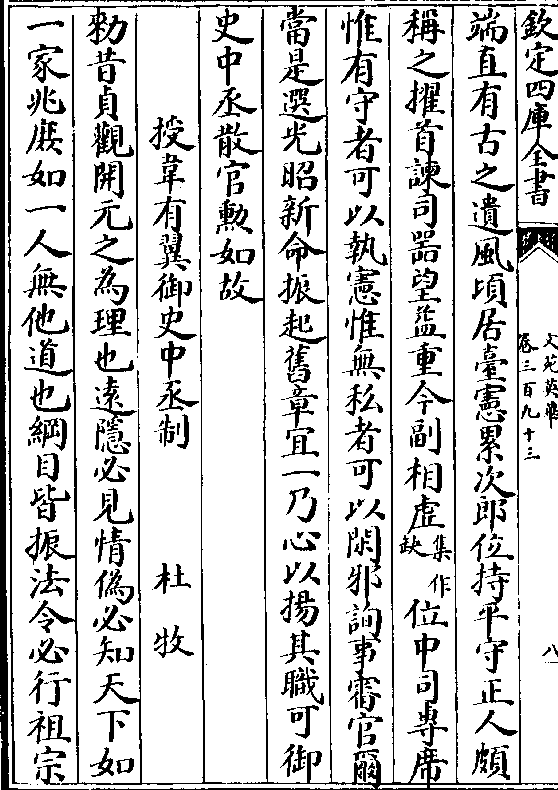 欽定四庫全書
文苑英華
卷三百九十三
八
端直有古之遺風頃居臺憲累次郎位持平守正人頗
稱之擢首諫司器望益重今副相虚集作缺位中司専席
惟有守者可以執憲惟無私者可以閑邪詢事審官爾
當是選光昭新命振起舊章宜一乃心以揚其職可御
史中丞散官勲如故
授韋有翼御史中丞制 杜牧
勑昔貞觀開元之為理也逺隱必見情偽必知天下如
一家兆庶如一人無他道也綱目皆振法令必行祖宗